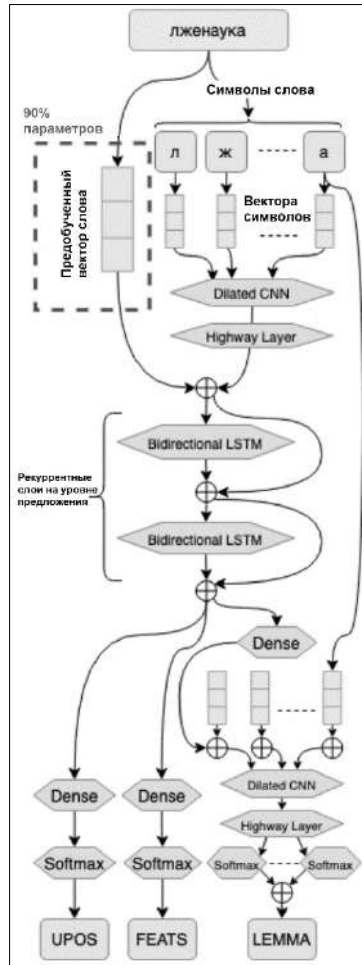 лженаука
Символы слова
90%
параметров
л ж а
Предобученный
вектор слова
Вектора
символов
Dilated CNN
Highway Layer
Bidirectional LSTM
Рекуррентные
слои на уровне
предложения
Bidirectional LSTM
Dense
Dilated CNN
Dense Dense
Highway Layer
Softmax Softmax Softmax Softmax
UPOS FEATS LEMMA